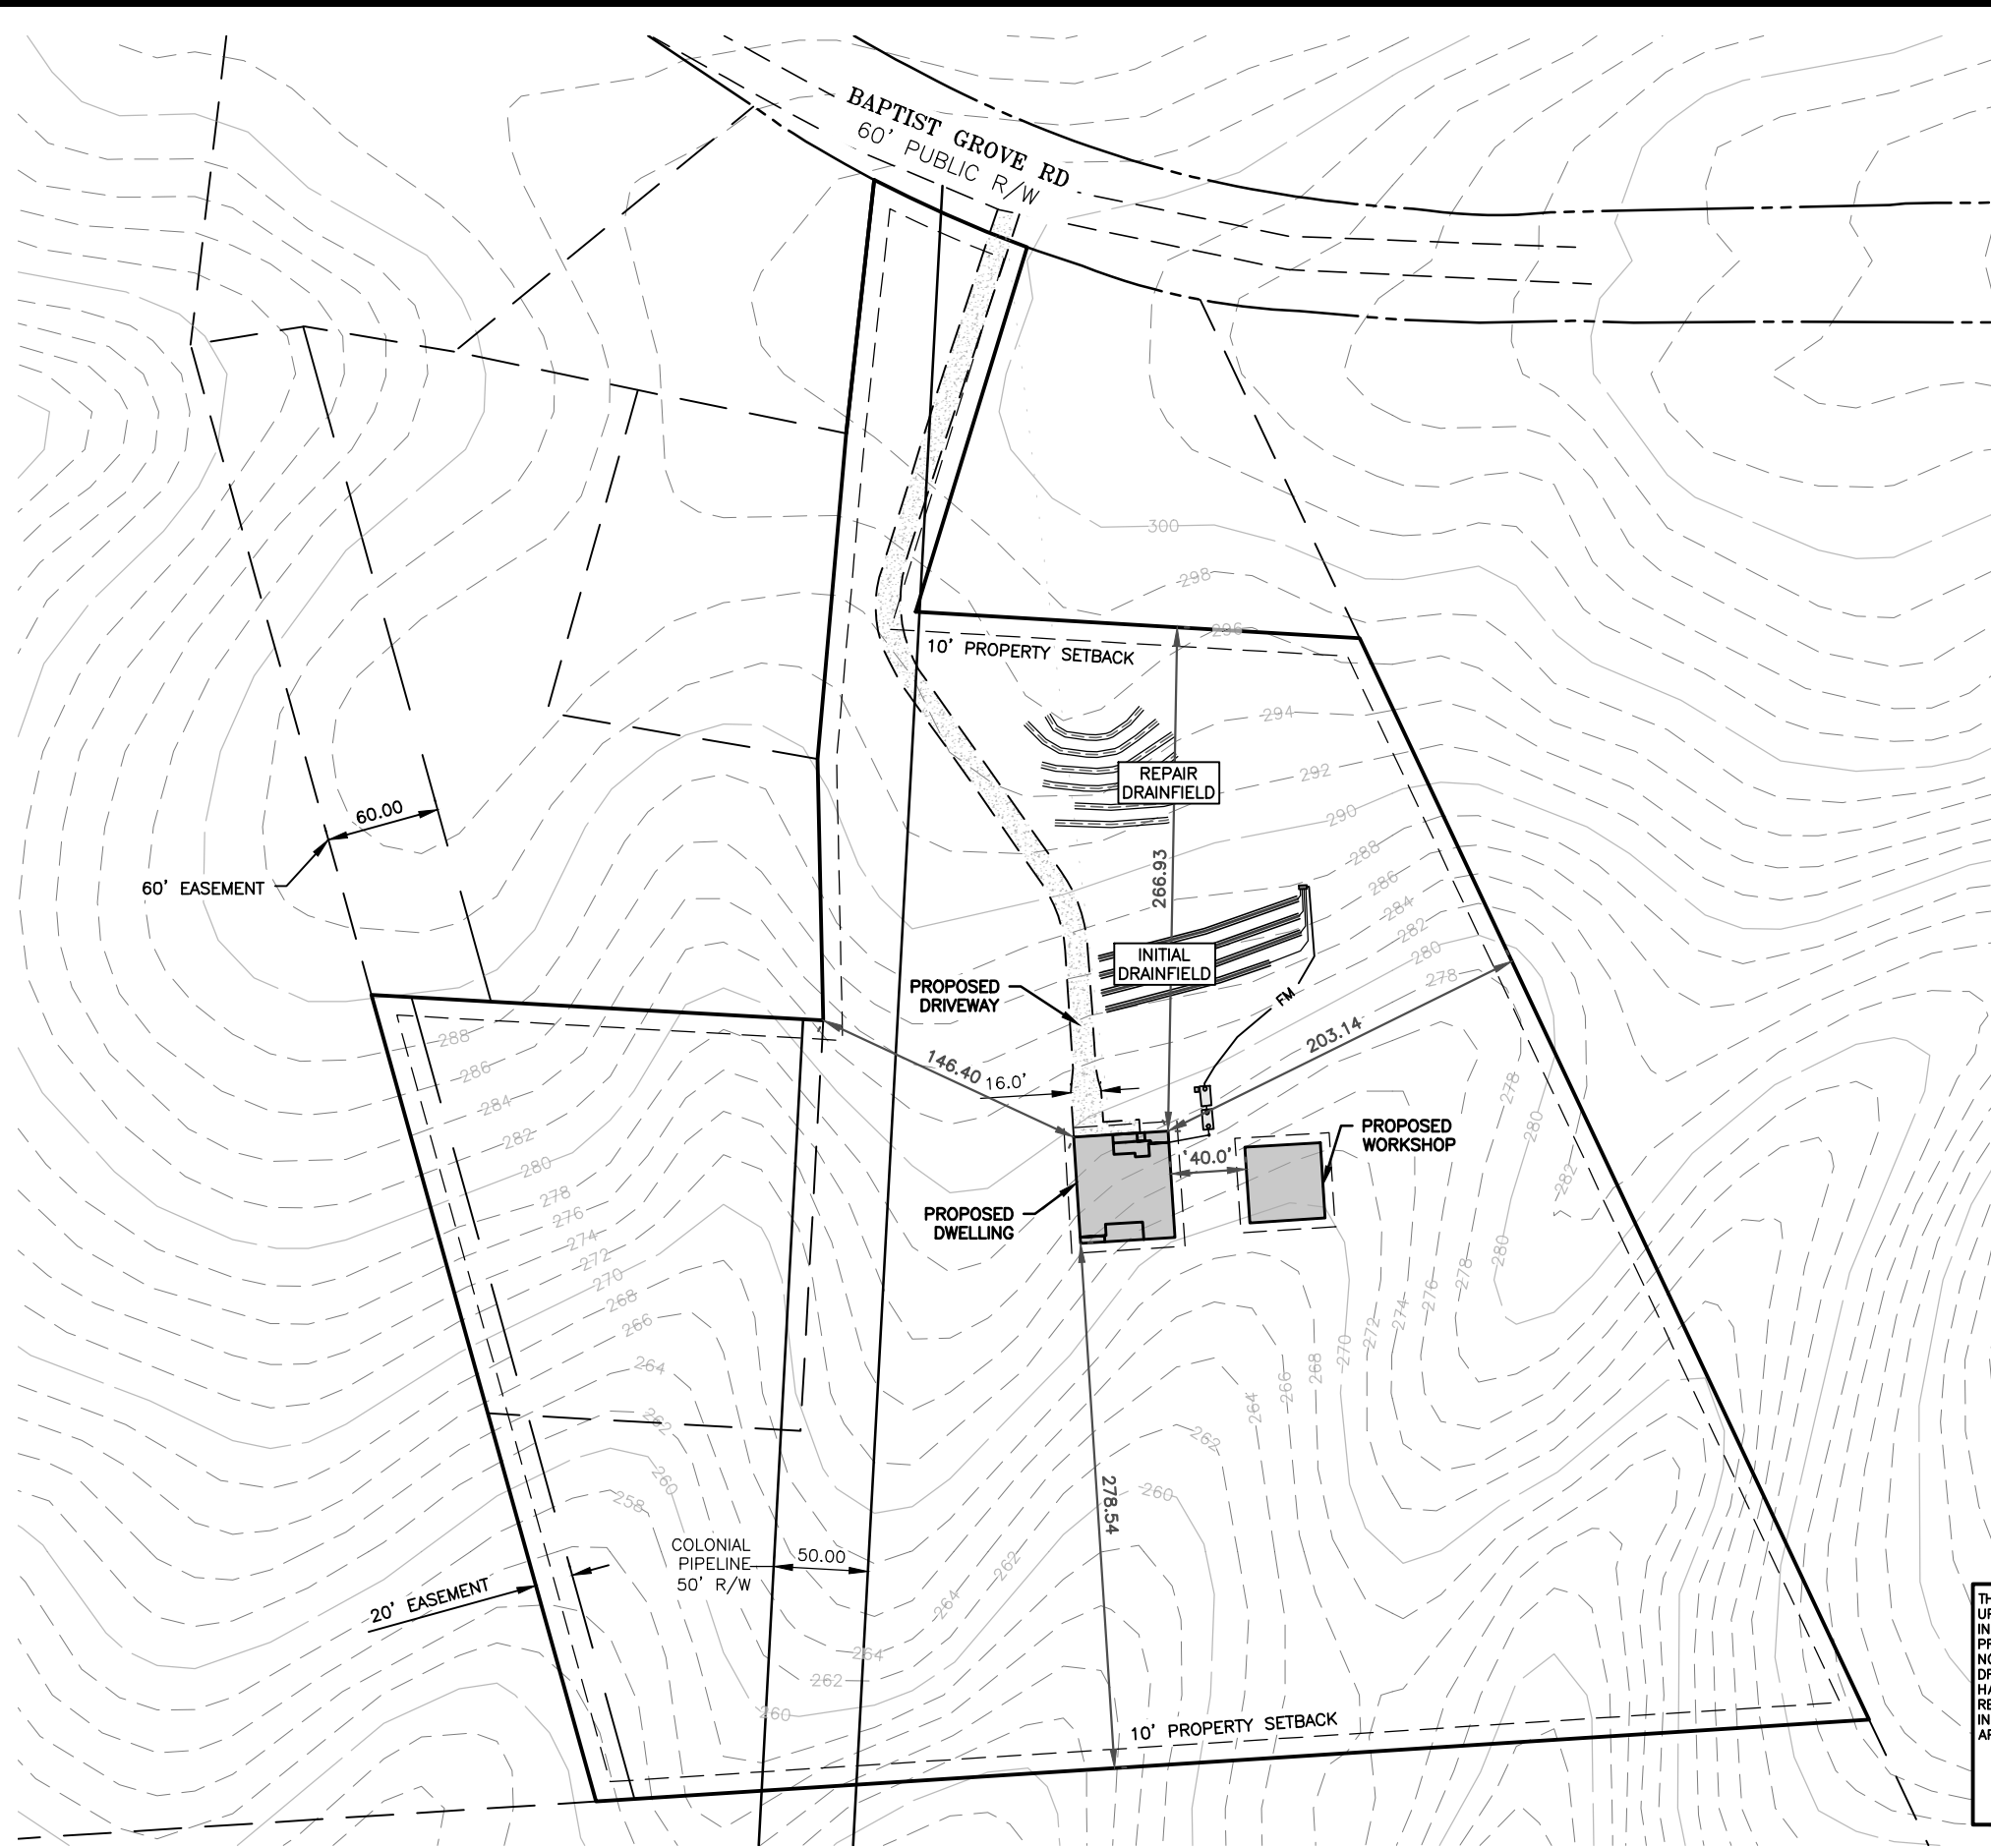 BAPTIST GROVE RD
60' PUBLIC R/W
300
298
296
10' PROPERTY SETBACK
294
292
REPAIR
DRAINFIELD
290
60.00
288
266.93
60' EASEMENT
286
284
282
280
278
INITIAL
DRAINFIELD
PROPOSED
DRIVEWAY
FM
203.14
288
286
284
282
280
278
276
274
272
270
268
266
264
262
260
258
146.40
16.0'
278
280
282
PROPOSED
WORKSHOP
40.0'
PROPOSED
DWELLING
280
278
276
274
272
270
268
266
264
262
260
278.54
262
264
COLONIAL
PIPELINE
50' R/W
50.00
20' EASEMENT
264
262
260
10' PROPERTY SETBACK